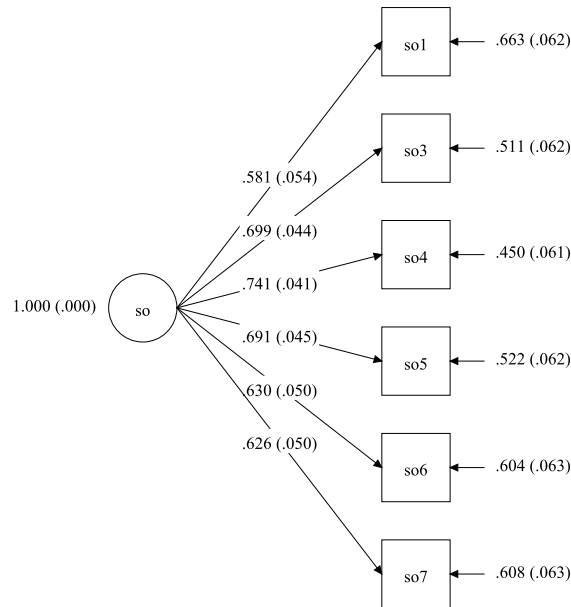 so1
.663 (.062)
so3
.511 (.062)
.581 (.054)
.699 (.044)
so4
.450 (.061)
.741 (.041)
1.000 (.000)
so
.691 (.045)
so5
.522 (.062)
.630 (.050)
.626 (.050)
so6
.604 (.063)
so7
.608 (.063)